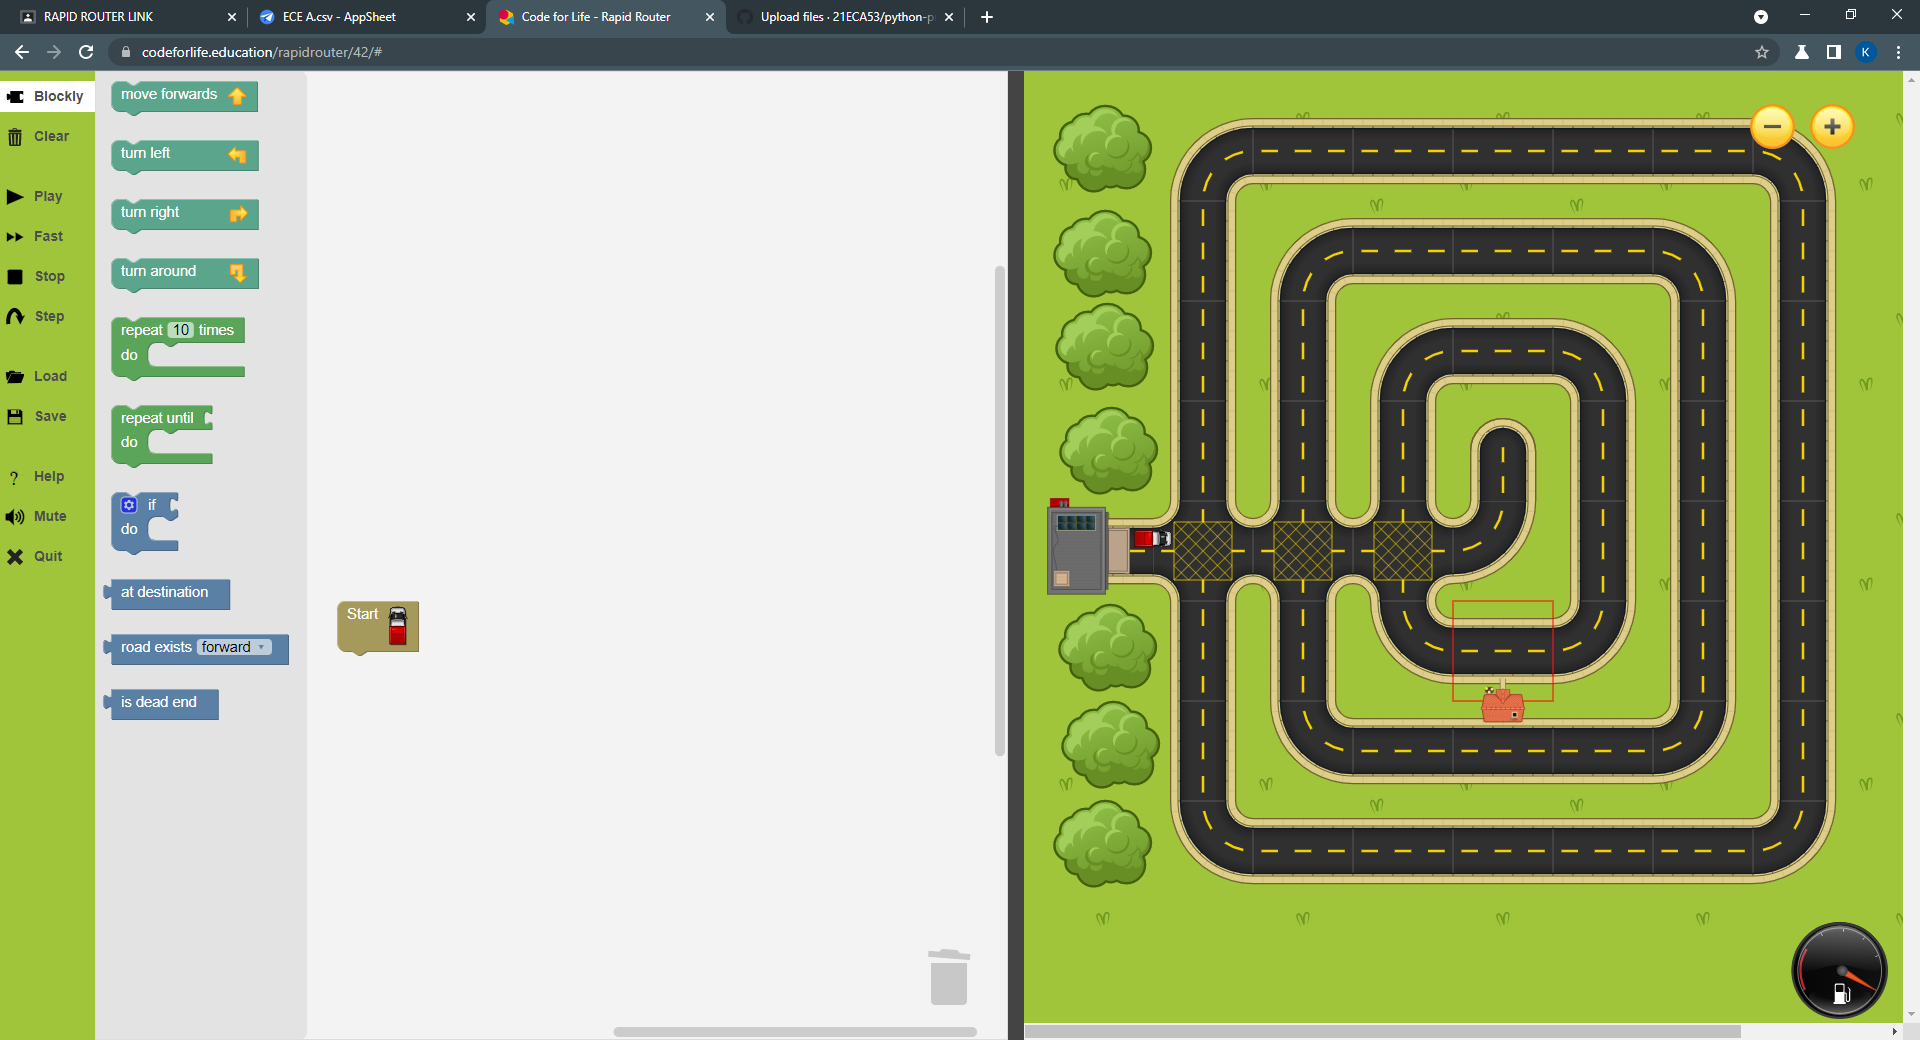 RAPID ROUTER LINK
ECE A.csv - AppSheet
Code for Life - Rapid Router
Upload files · 21ECA53/python-p
codeforlife.education/rapidrouter/42/#
K
Blockly
Clear
Play
Fast
Stop
Step
Load
Save
? Help
Mute
Quit
move forwards
turn left
turn right
turn around
repeat 10 times
do
repeat until
do
if
do
at destination
road exists forward
is dead end
Start